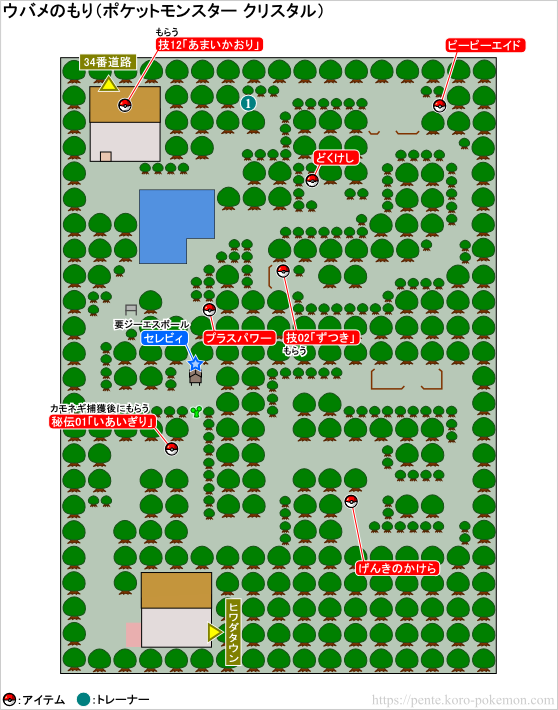 ウバメのもり(ポケットモンスター クリスタル)
もらう
技12「あまいかおり」
ピーピーエイド
34番道路
1
どくけし
要ジーエスボール
セレビィ
プラスパワー
技02「ずつき」
もらう
カモネギ捕獲後にもらう
秘伝01「いあいぎり」
げんきのかけら
ヒワダタウン
:アイテム
:トレーナー
https://pente.koro-pokemon.com